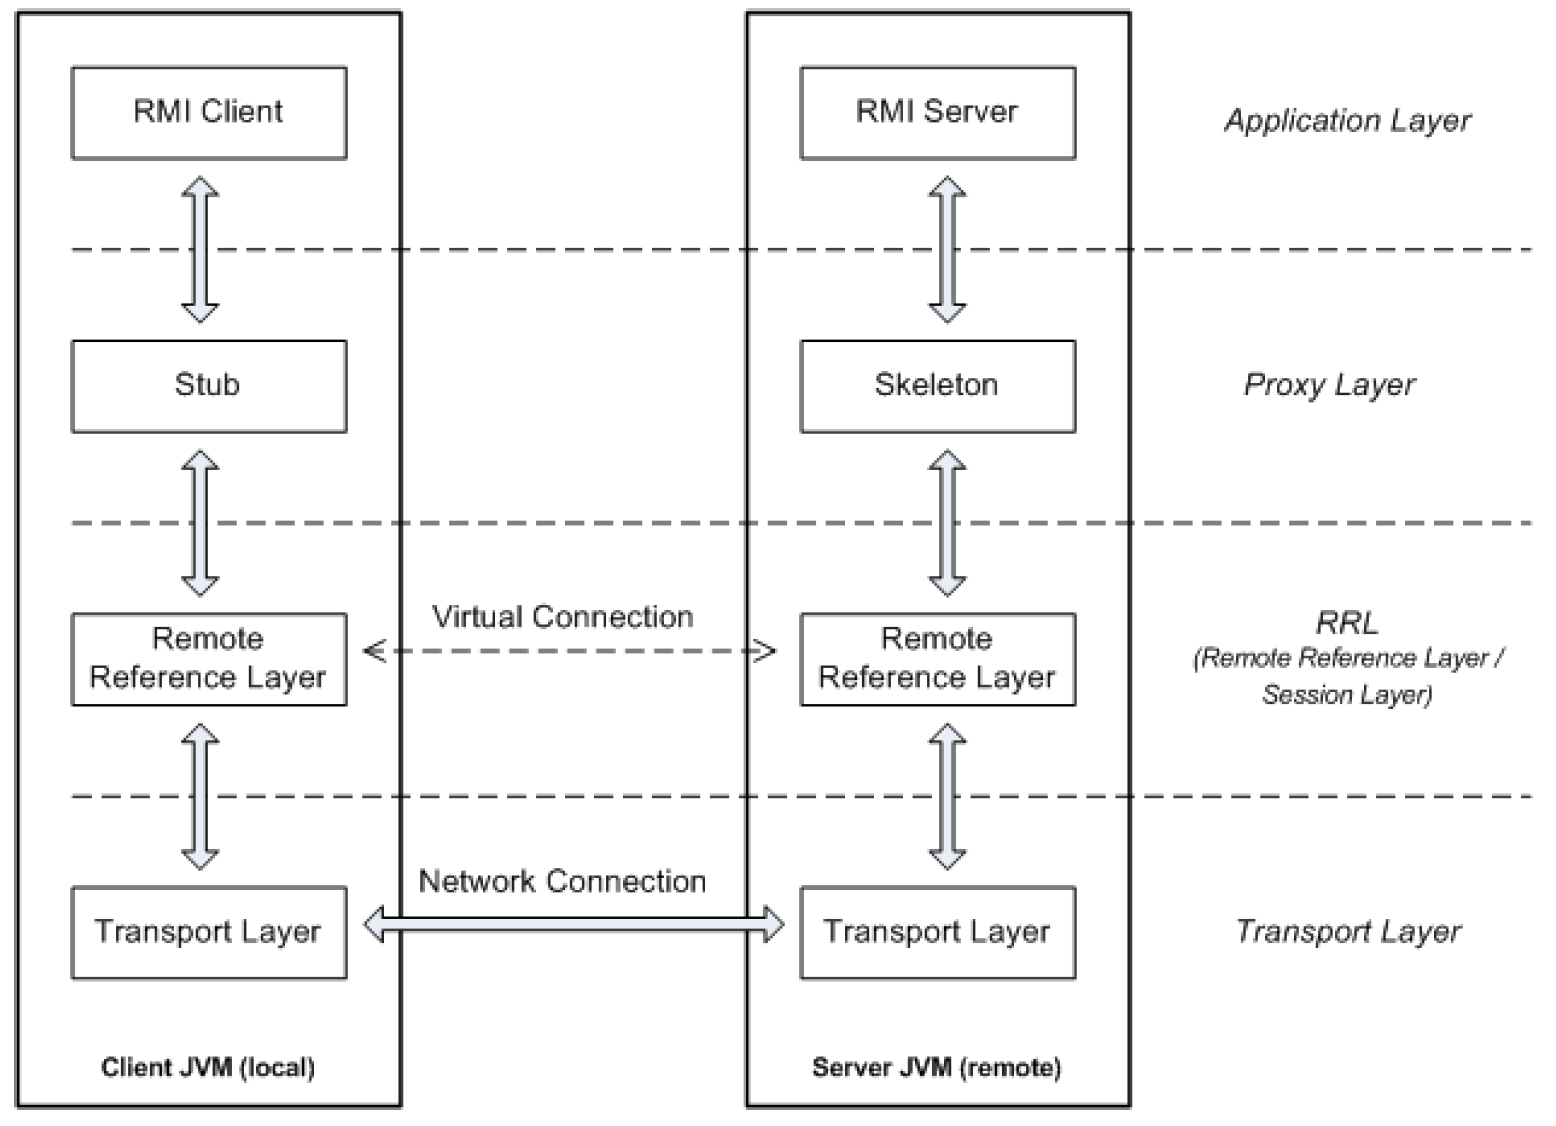 RMI Client
RMI Server
Application Layer
Stub
Skeleton
Proxy Layer
Virtual Connection
Remote
Reference Layer
Remote
Reference Layer
RRL
(Remote Reference Layer /
Session Layer)
Network Connection
Transport Layer
Transport Layer
Transport Layer
Client JVM (local)
Server JVM (remote)